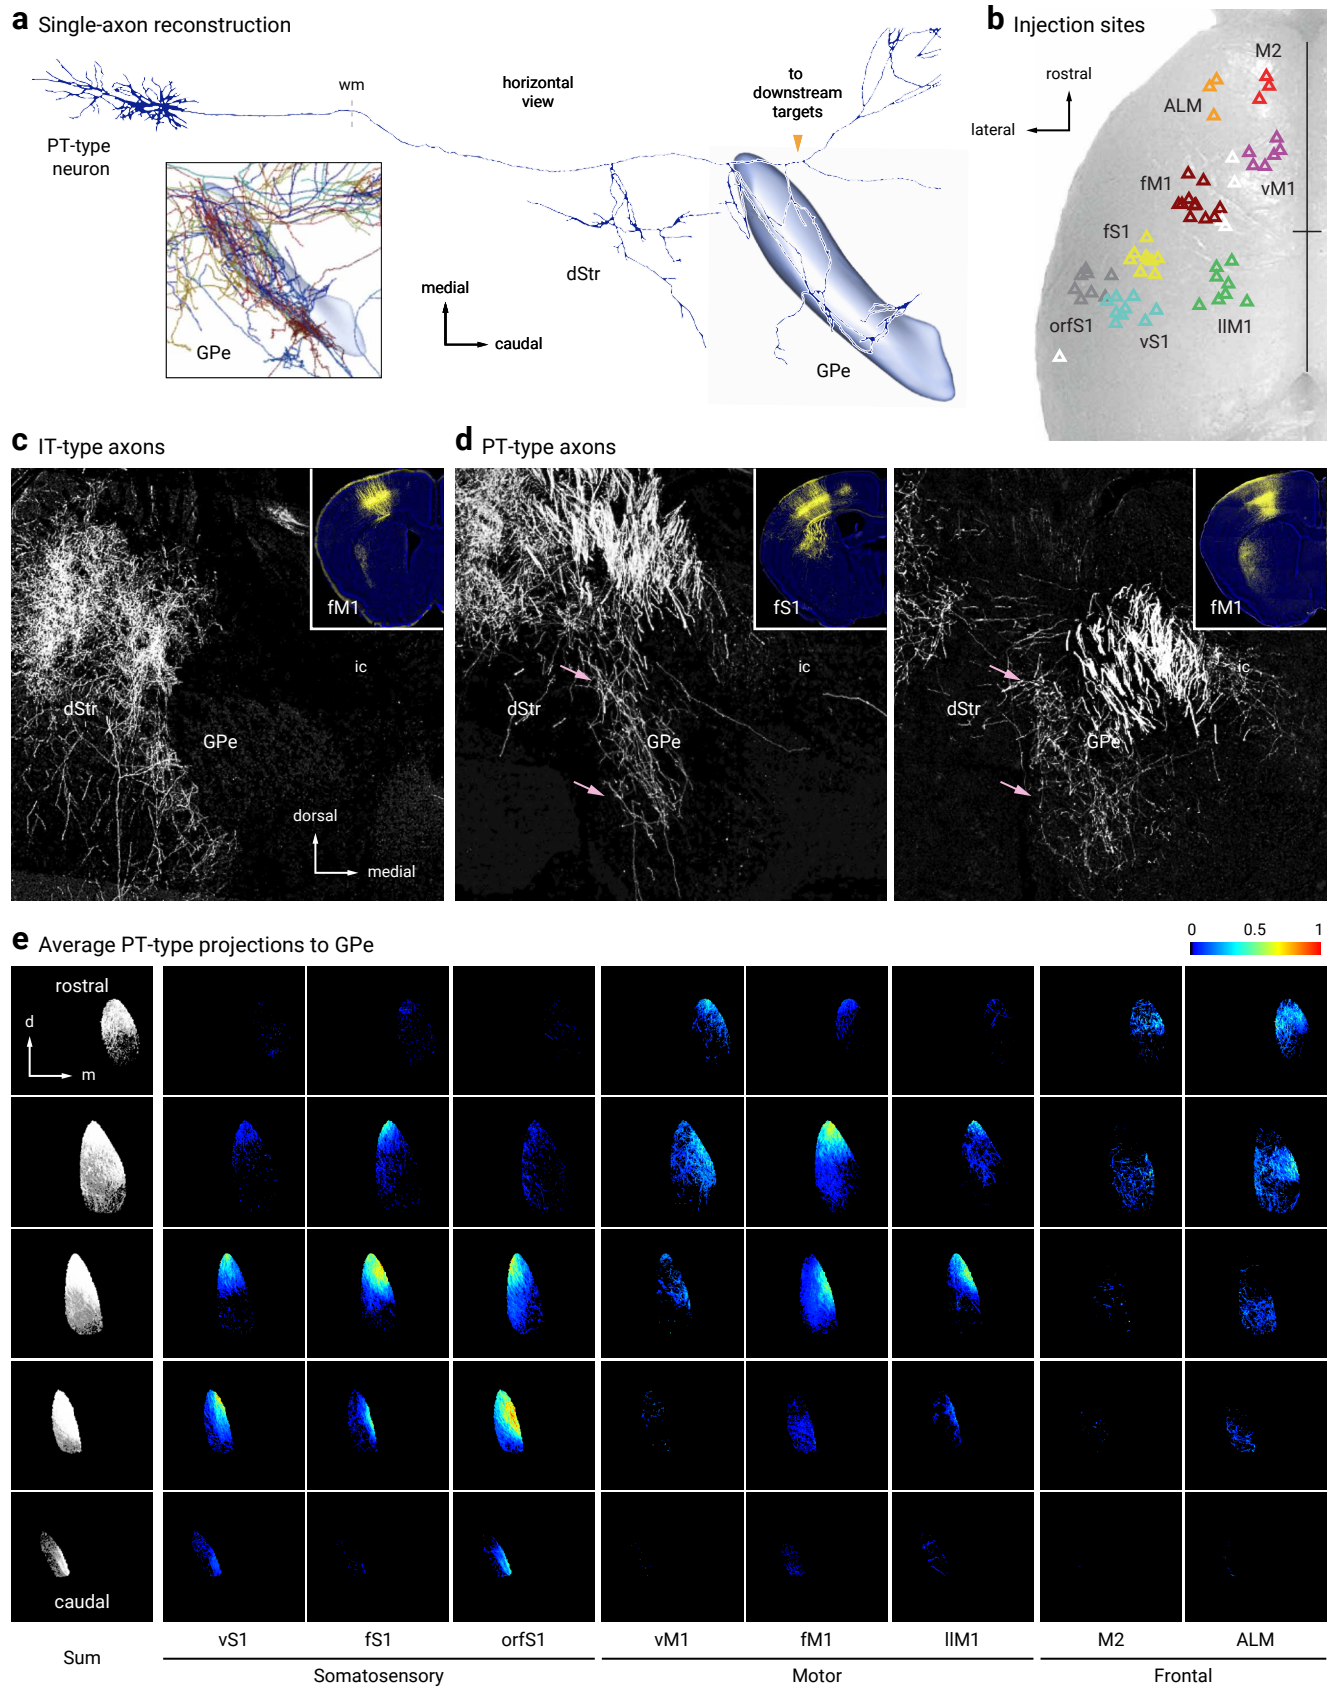 a Single-axon reconstruction
PT-type
neuron
wm
horizontal
view
to
downstream
targets
dStr
medial
caudal
GPe
GPe
b Injection sites
rostral
lateral
M2
ALM
vM1
fM1
fS1
orfS1
vS1
llM1
c IT-type axons
fM1
ic
dStr
GPe
dorsal
medial
d PT-type axons
fS1
ic
dStr
GPe
fM1
ic
dStr
GPe
e Average PT-type projections to GPe
0 0.5 1
rostral
d
m
caudal
Sum
vS1 fS1 orfS1 vM1 fM1 llM1 M2 ALM
Somatosensory Motor Frontal